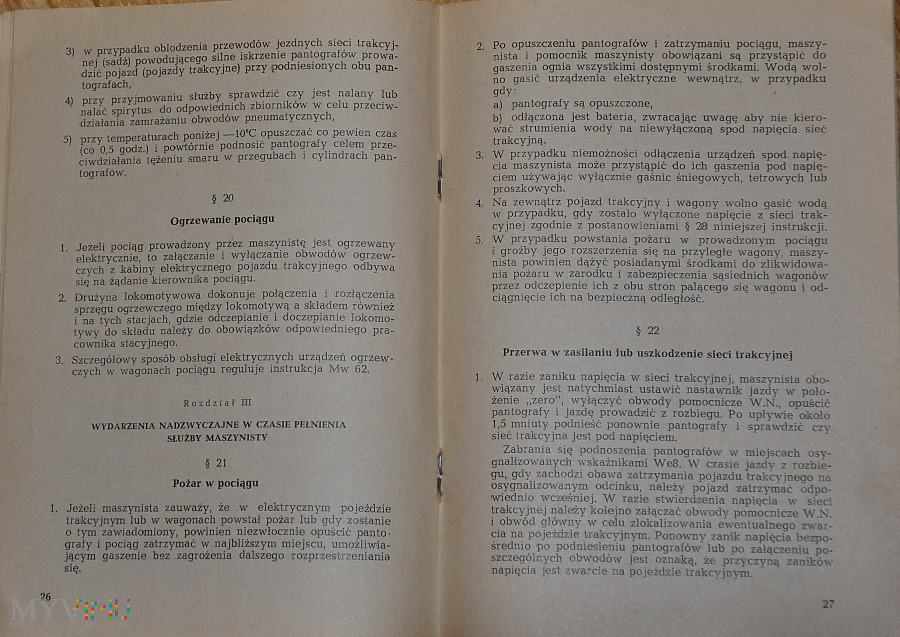 3) w przypadku oblodzenia przewodów jezdnych sieci trakcyj-
nej (sadź) powodującego silne iskrzenie pantografów prowa-
dzić pojazd (pojazdy trakcyjne) przy podniesionych obu pan-
tografach,
4) przy przyjmowaniu służby sprawdzić czy jest nalany lub
nalać spirytus do odpowiednich zbiorników w celu przeciw-
działania zamrażaniu obwodów pneumatycznych,
5) przy temperaturach poniżej —10°C opuszczać co pewien czas
(co 0,5 godz.) i powtórnie podnosić pantografy celem prze-
ciwdziałania tężeniu smaru w przegubach i cylindrach pan-
tografów.
§ 20
Ogrzewanie pociągu
1. Jeżeli pociąg prowadzony przez maszynistę jest ogrzewany
elektrycznie, to załączanie i wyłączanie obwodów ogrzew-
czych z kabiny elektrycznego pojazdu trakcyjnego odbywa
się na żądanie kierownika pociągu.
2. Drużyna lokomotywowa dokonuje połączenia i rozłączenia
sprzęgu ogrzewczego między lokomotywą a składem również
i na tych stacjach, gdzie odczepianie i doczepianie lokomo-
tywy do składu należy do obowiązków odpowiedniego pra-
cownika stacyjnego.
3. Szczegółowy sposób obsługi elektrycznych urządzeń ogrzew-
czych w wagonach pociągu reguluje instrukcja Mw 62.
Rozdział III
WYDARZENIA NADZWYCZAJNE W CZASIE PEŁNIENIA
SŁUŻBY MASZYNISTY
§ 21
Pożar w pociągu
1. Jeżeli maszynista zauważy, że w elektrycznym pojeździe
trakcyjnym lub w wagonach powstał pożar lub gdy zostanie
o tym zawiadomiony, powinien niezwłocznie opuścić panto-
grafy i pociąg zatrzymać w najbliższym miejscu, umożliwia-
jącym gaszenie bez zagrożenia dalszego rozprzestrzeniania
się.
26
2. Po opuszczeniu pantografów i zatrzymaniu pociągu, maszy-
nista i pomocnik maszynisty obowiązani są przystąpić do
gaszenia ognia wszystkimi dostępnymi środkami. Wodą wol-
no gasić urządzenia elektryczne wewnątrz, w przypadku
gdy:
a) pantografy są opuszczone,
b) odłączona jest bateria, zwracając uwagę aby nie kiero-
wać strumienia wody na niewyłączoną spod napięcia sieć
trakcyjną.
3. W przypadku niemożności odłączenia urządzeń spod napię-
cia maszynista może przystąpić do ich gaszenia pod napię-
ciem używając wyłącznie gaśnic śniegowych, tetrowych lub
proszkowych.
4. Na zewnątrz pojazd trakcyjny i wagony wolno gasić wodą
w przypadku, gdy zostało wyłączone napięcie z sieci trak-
cyjnej zgodnie z postanowieniami § 28 niniejszej instrukcji.
5. W przypadku powstania pożaru w prowadzonym pociągu
i groźby jego rozszerzenia się na przyległe wagony, maszy-
nista powinien dążyć posiadanymi środkami do zlikwidowa-
nia pożaru w zarodku i zabezpieczenia sąsiednich wagonów
przez odczepienie ich z obu stron palącego się wagonu i od-
ciągnięcie ich na bezpieczną odległość.
§ 22
Przerwa w zasilaniu lub uszkodzenie sieci trakcyjnej
1. W razie zaniku napięcia w sieci trakcyjnej, maszynista obo-
wiązany jest natychmiast ustawić nastawnik jazdy w poło-
żenie „zero”, wyłączyć obwody pomocnicze W.N., opuścić
pantografy i jazdę prowadzić z rozbiegu. Po upływie około
1,5 mniuty podnieść ponownie pantografy i sprawdzić czy
sieć trakcyjna jest pod napięciem.
Zabrania się podnoszenia pantografów w miejscach osy-
gnalizowanych wskaźnikami We8. W czasie jazdy z rozbie-
gu, gdy zachodzi obawa zatrzymania pojazdu trakcyjnego na
osygnalizowanym odcinku, należy pojazd zatrzymać odpo-
wiednio wcześniej. W razie stwierdzenia napięcia w sieci
trakcyjnej należy kolejno załączać obwody pomocnicze W.N.
i obwód główny w celu zlokalizowania ewentualnego zwar-
cia na pojeździe trakcyjnym. Ponowny zanik napięcia bezpo-
średnio po podniesieniu pantografów lub po załączeniu po-
szczególnych obwodów jest oznaką, że przyczyną zaników
napięcia jest zwarcie na pojeździe trakcyjnym.
27